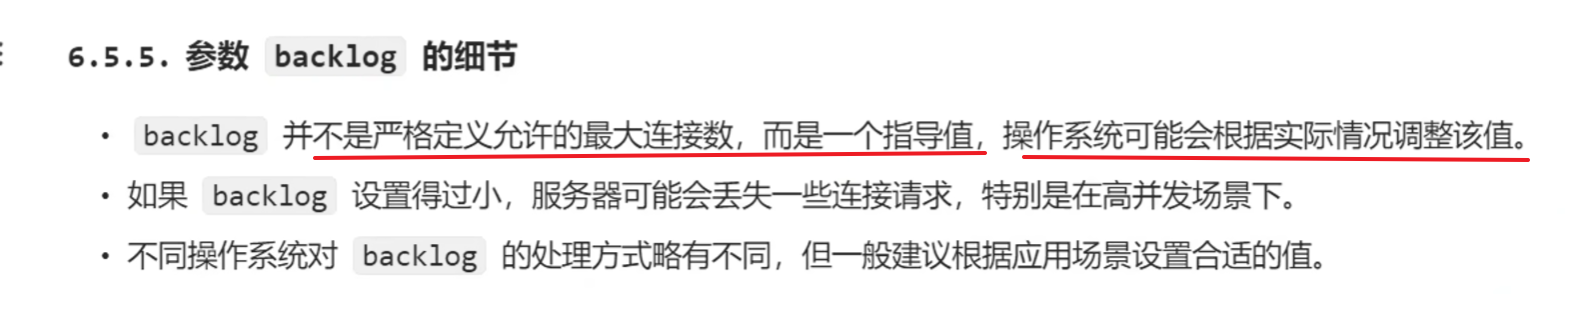 6.5.5. 参数 backlog 的细节
• backlog 并不是严格定义允许的最大连接数，而是一个指导值，操作系统可能会根据实际情况调整该值。
• 如果 backlog 设置得过小，服务器可能会丢失一些连接请求，特别是在高并发场景下。
• 不同操作系统对 backlog 的处理方式略有不同，但一般建议根据应用场景设置合适的值。